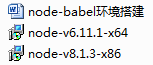 node-babel环境搭建
node-v6.11.1-x64
node-v8.1.3-x86